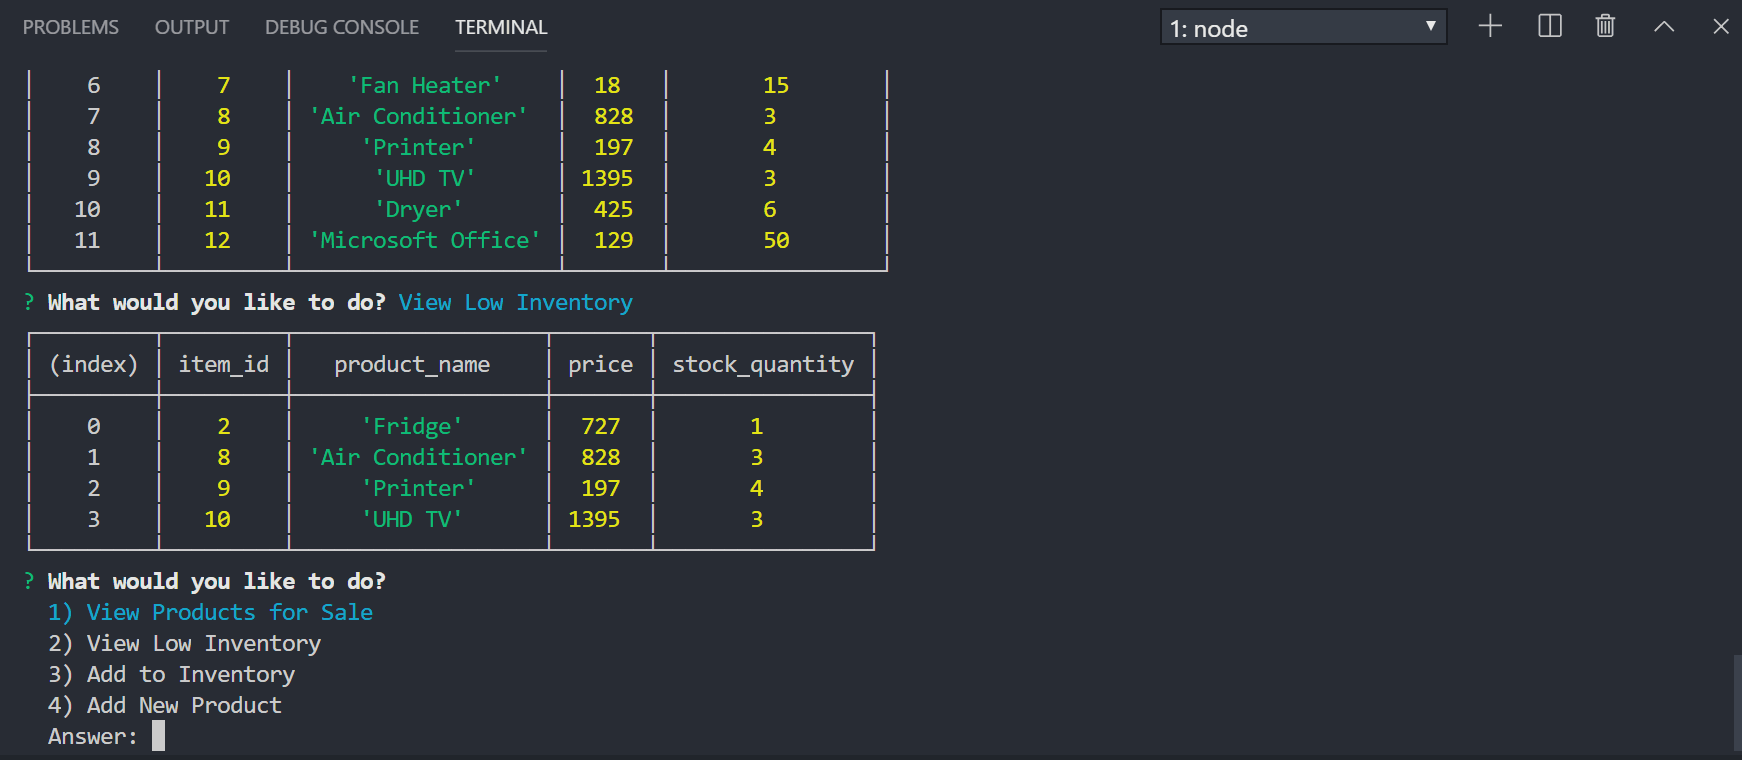 PROBLEMS OUTPUT DEBUG CONSOLE TERMINAL 1: node
6 7 'Fan Heater' 18 15
7 8 'Air Conditioner' 828 3
8 9 'Printer' 197 4
9 10 'UHD TV' 1395 3
10 11 'Dryer' 425 6
11 12 'Microsoft Office' 129 50
? What would you like to do? View Low Inventory
(index) item_id product_name price stock_quantity
0 2 'Fridge' 727 1
1 8 'Air Conditioner' 828 3
2 9 'Printer' 197 4
3 10 'UHD TV' 1395 3
? What would you like to do?
1) View Products for Sale
2) View Low Inventory
3) Add to Inventory
4) Add New Product
Answer: